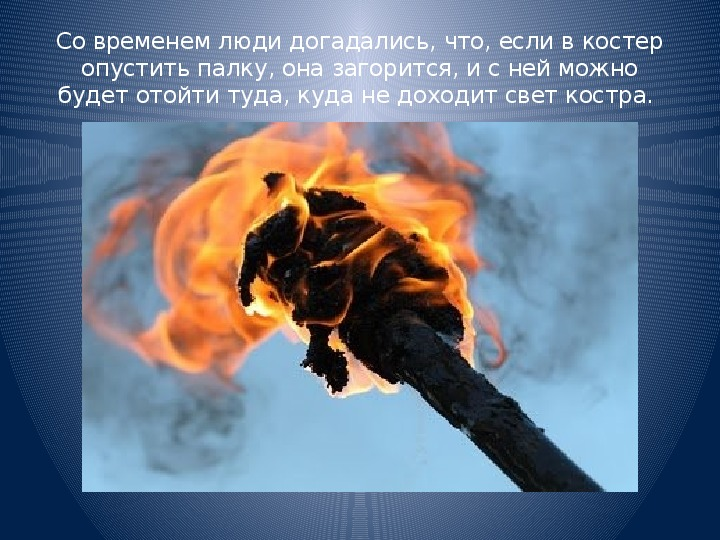 Со временем люди догадались, что, если в костер
опустить палку, она загорится, и с ней можно
будет отойти туда, куда не доходит свет костра.